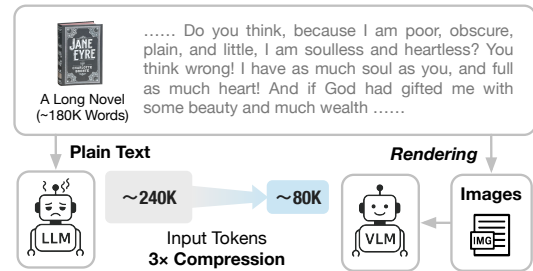 JANE
EYRE
A Long Novel
(~180K Words)
...... Do you think, because I am poor, obscure,
plain, and little, I am soulless and heartless? You
think wrong! I have as much soul as you, and full
as much heart! And if God had gifted me with
some beauty and much wealth ......
Plain Text
Rendering
LLM
~240K
~80K
Input Tokens
3× Compression
VLM
Images
IMG